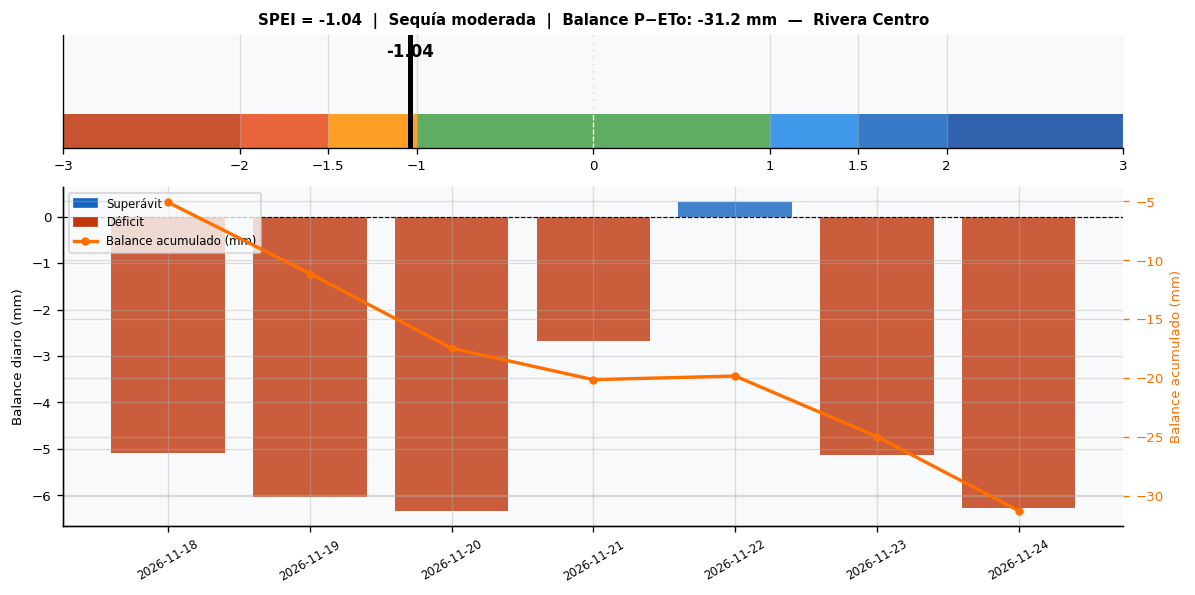 SPEI = -1.04  |  Sequía moderada  |  Balance P−ETo: -31.2 mm  —  Rivera Centro
-1.04
−3 −2 −1.5 −1 0 1 1.5 2 3
Superávit
Déficit
Balance acumulado (mm)
Balance diario (mm)
0
−1
−2
−3
−4
−5
−6
−5
−10
−15
−20
−25
−30
Balance acumulado (mm)
2026-11-18 2026-11-19 2026-11-20 2026-11-21 2026-11-22 2026-11-23 2026-11-24